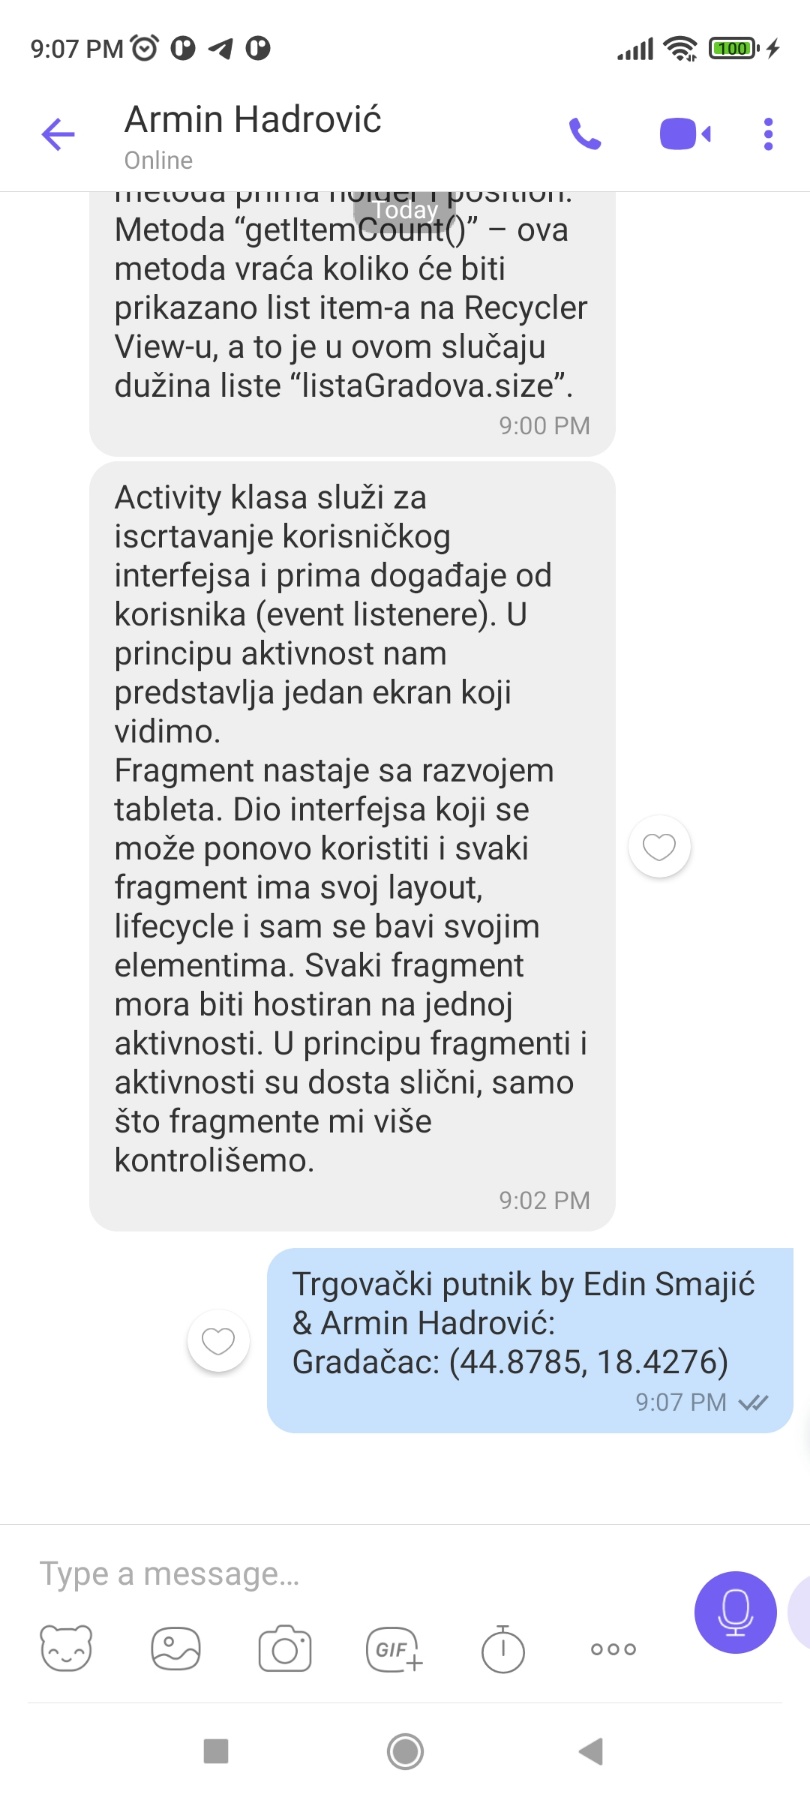 9:07 PM
100
Armin Hadrović
Online
metoda prima holder position.
Today
Metoda “getItemCount()” – ova
metoda vraća koliko će biti
prikazano list item-a na Recycler
View-u, a to je u ovom slučaju
dužina liste “listaGradova.size”.
9:00 PM
Activity klasa služi za
iscrtavanje korisničkog
interfejsa i prima događaje od
korisnika (event listenere). U
principu aktivnost nam
predstavlja jedan ekran koji
vidimo.
Fragment nastaje sa razvojem
tableta. Dio interfejsa koji se
može ponovo koristiti i svaki
fragment ima svoj layout,
lifecycle i sam se bavi svojim
elementima. Svaki fragment
mora biti hostiran na jednoj
aktivnosti. U principu fragmenti i
aktivnosti su dosta slični, samo
što fragmente mi više
kontrolišemo.
9:02 PM
Trgovački putnik by Edin Smajić
& Armin Hadrović:
Gradačac: (44.8785, 18.4276)
9:07 PM
Type a message...
GIF